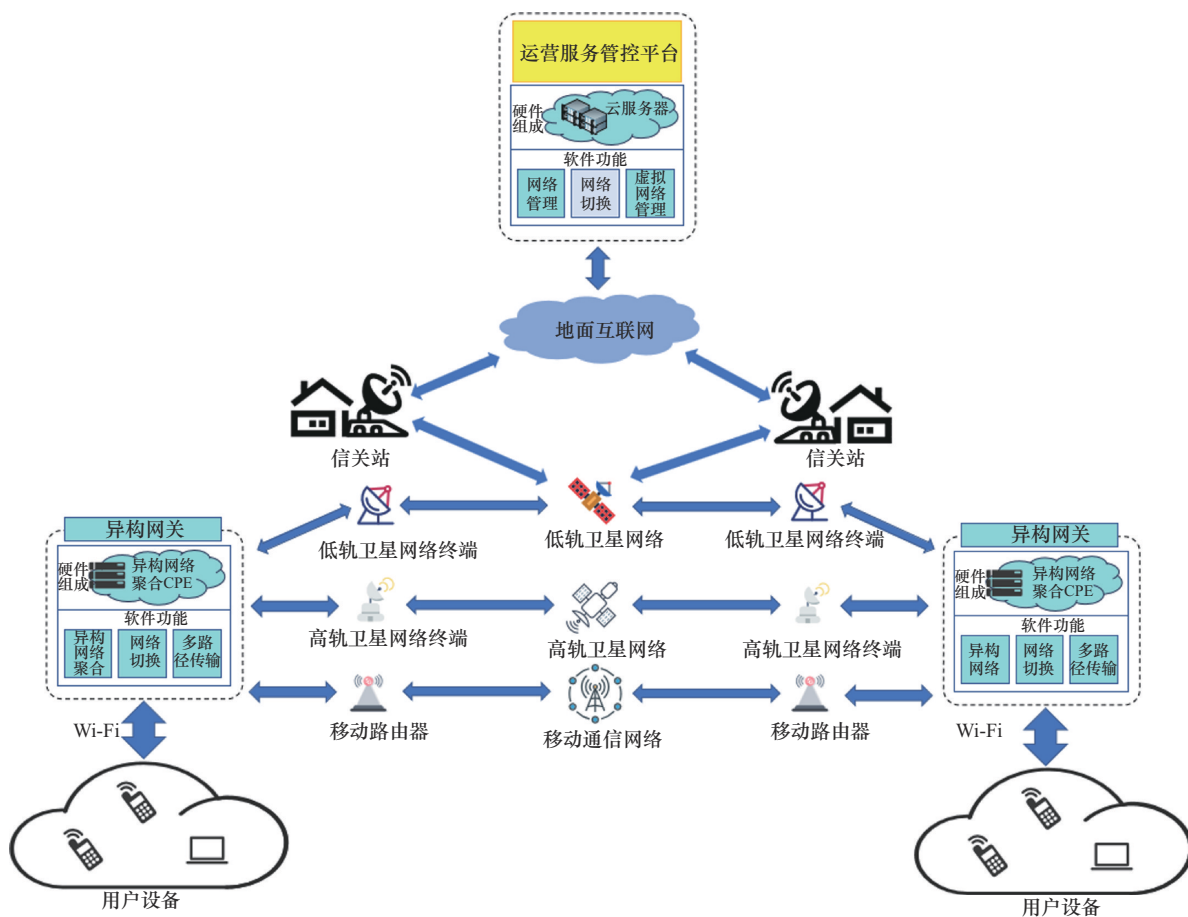 运营服务管控平台
硬件
组成
云服务器
软件功能
网络
管理
网络
切换
虚拟
网络
管理
地面互联网
信关站
信关站
低轨卫星网络终端
低轨卫星网络
低轨卫星网络终端
异构网关
硬件
组成
异构网络
聚合CPE
软件功能
异构
网络
聚合
网络
切换
多路
径传输
异构网关
硬件
组成
异构网络
聚合CPE
软件功能
异构
网络
网络
切换
多路
径传输
高轨卫星网络终端
高轨卫星网络
高轨卫星网络终端
移动路由器
移动通信网络
移动路由器
Wi-Fi
Wi-Fi
用户设备
用户设备